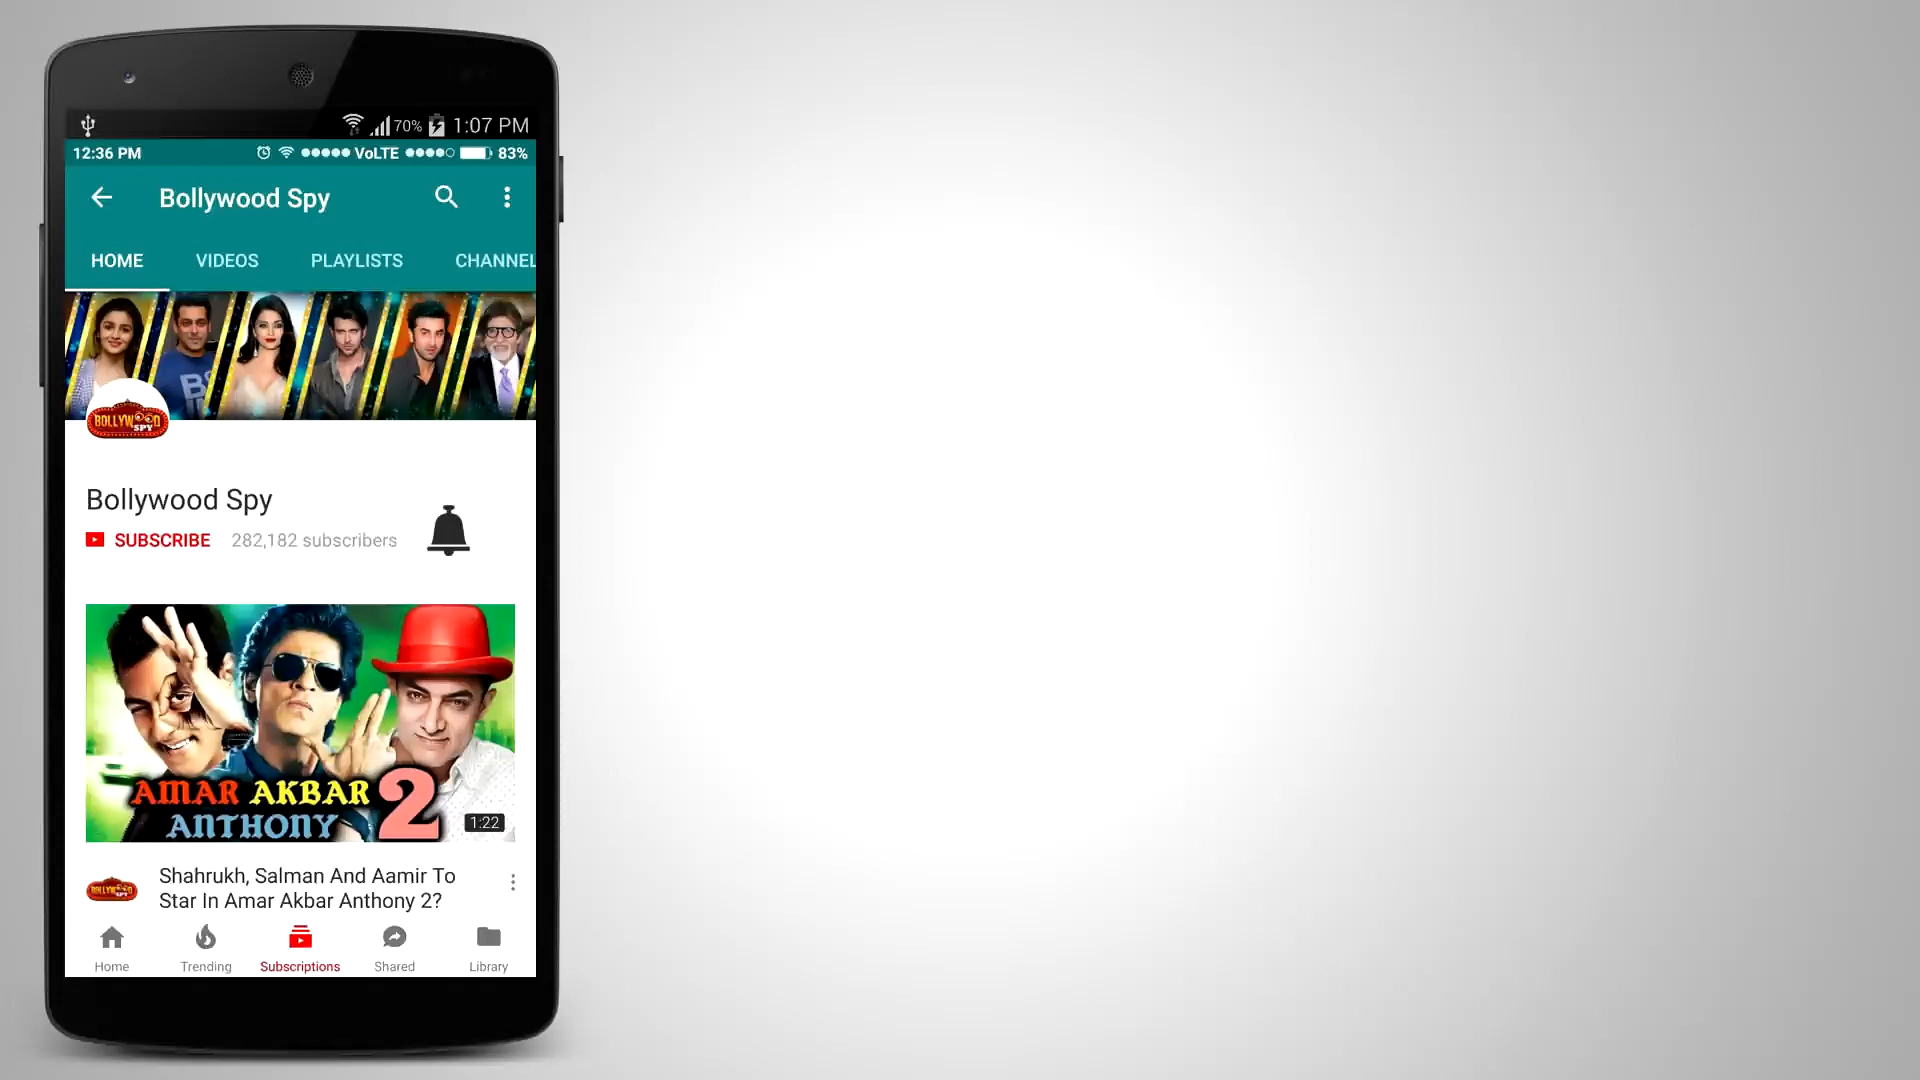 70% 1:07 PM
12:36 PM VoLTE 83%
Bollywood Spy
HOME VIDEOS PLAYLISTS CHANNEL
BOLLYWOOD
SPY
Bollywood Spy
SUBSCRIBE 282,182 subscribers
AMAR AKBAR
ANTHONY 2
1:22
Shahrukh, Salman And Aamir To
Star In Amar Akbar Anthony 2?
Home Trending Subscriptions Shared Library